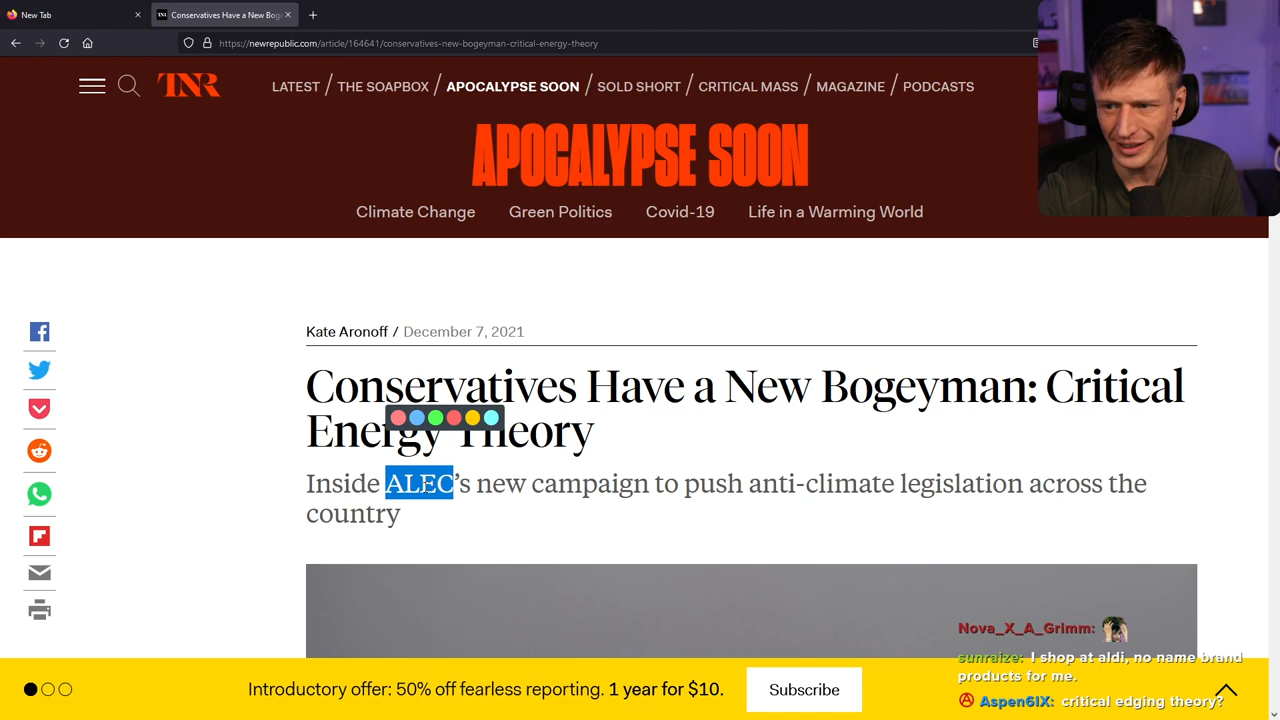 New Tab
Conservatives Have a New Bog
https://newrepublic.com/article/164641/conservatives-new-bogeyman-critical-energy-theory
TNR
LATEST / THE SOAPBOX / APOCALYPSE SOON / SOLD SHORT / CRITICAL MASS / MAGAZINE / PODCASTS
APOCALYPSE SOON
Climate Change Green Politics Covid-19 Life in a Warming World
Kate Aronoff / December 7, 2021
Conservatives Have a New Bogeyman: Critical
Energy Theory
Inside ALEC's new campaign to push anti-climate legislation across the
country
Nova_X_A_Grimm:
sunraize: I shop at aldi, no name brand
products for me.
Aspen6IX: critical edging theory?
Introductory offer: 50% off fearless reporting. 1 year for $10.
Subscribe